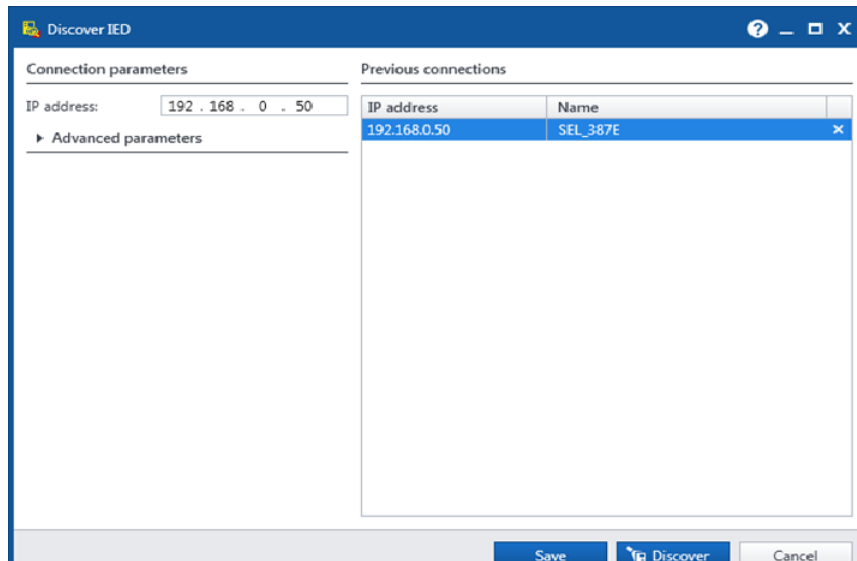 Discover IED
Connection parameters
IP address: 192 . 168 . 0 . 50
Advanced parameters
Previous connections
IP address Name
192.168.0.50 SEL_387E
Save Discover Cancel